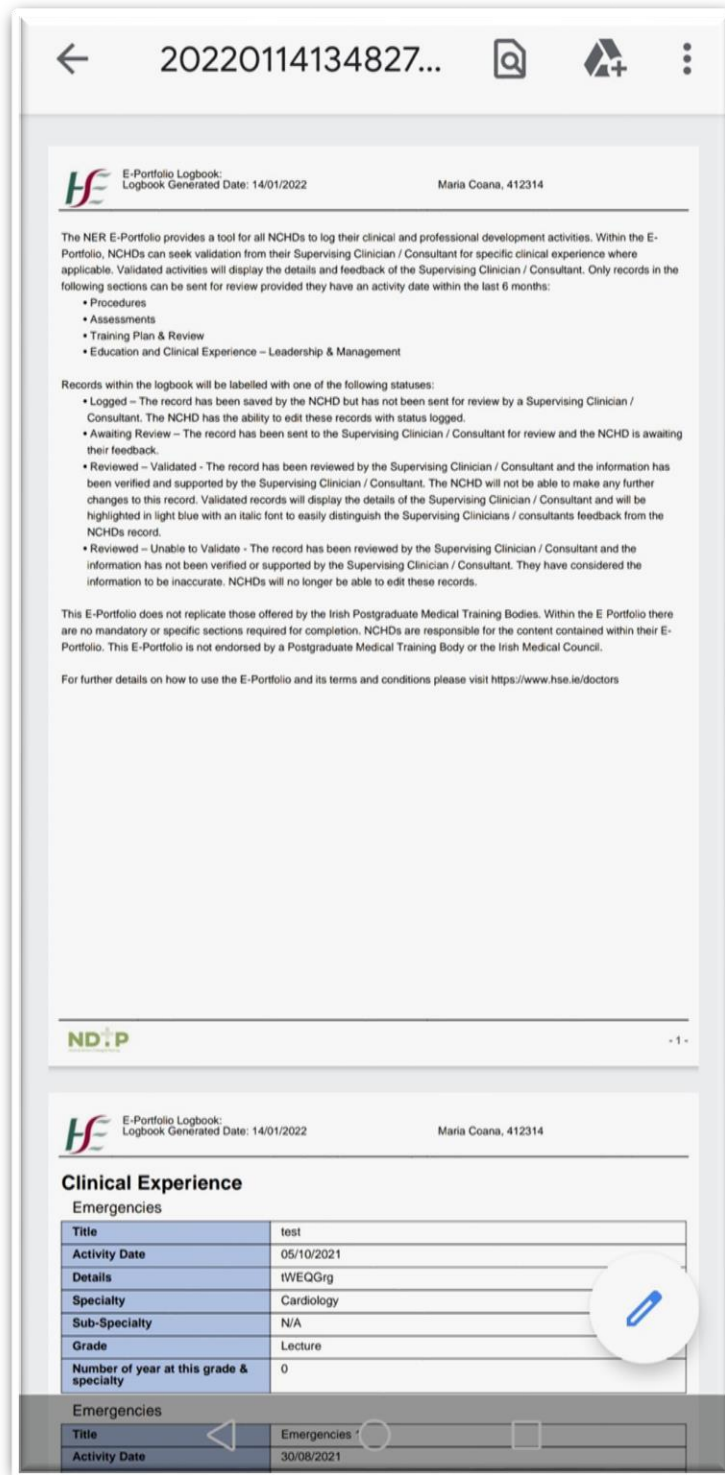 20220114134827...
E-Portfolio Logbook:
Logbook Generated Date: 14/01/2022
Maria Coana, 412314
The NER E-Portfolio provides a tool for all NCHDs to log their clinical and professional development activities. Within the E-
Portfolio, NCHDs can seek validation from their Supervising Clinician / Consultant for specific clinical experience where
applicable. Validated activities will display the details and feedback of the Supervising Clinician / Consultant. Only records in the
following sections can be sent for review provided they have an activity date within the last 6 months:
• Procedures
• Assessments
• Training Plan & Review
• Education and Clinical Experience – Leadership & Management
Records within the logbook will be labelled with one of the following statuses:
• Logged – The record has been saved by the NCHD but has not been sent for review by a Supervising Clinician /
Consultant. The NCHD has the ability to edit these records with status logged.
• Awaiting Review – The record has been sent to the Supervising Clinician / Consultant for review and the NCHD is awaiting
their feedback.
• Reviewed – Validated - The record has been reviewed by the Supervising Clinician / Consultant and the information has
been verified and supported by the Supervising Clinician / Consultant. The NCHD will not be able to make any further
changes to this record. Validated records will display the details of the Supervising Clinician / Consultant and will be
highlighted in light blue with an italic font to easily distinguish the Supervising Clinicians / consultants feedback from the
NCHDs record.
• Reviewed – Unable to Validate - The record has been reviewed by the Supervising Clinician / Consultant and the
information has not been verified or supported by the Supervising Clinician / Consultant. They have considered the
information to be inaccurate. NCHDs will no longer be able to edit these records.
This E-Portfolio does not replicate those offered by the Irish Postgraduate Medical Training Bodies. Within the E Portfolio there
are no mandatory or specific sections required for completion. NCHDs are responsible for the content contained within their E-
Portfolio. This E-Portfolio is not endorsed by a Postgraduate Medical Training Body or the Irish Medical Council.
For further details on how to use the E-Portfolio and its terms and conditions please visit https://www.hse.ie/doctors
NDTP
- 1 -
E-Portfolio Logbook:
Logbook Generated Date: 14/01/2022
Maria Coana, 412314
Clinical Experience
Emergencies
Title test
Activity Date 05/10/2021
Details tWEQGrg
Specialty Cardiology
Sub-Specialty N/A
Grade Lecture
Number of year at this grade & 0
specialty
Emergencies
Title Emergencies
Activity Date 30/08/2021